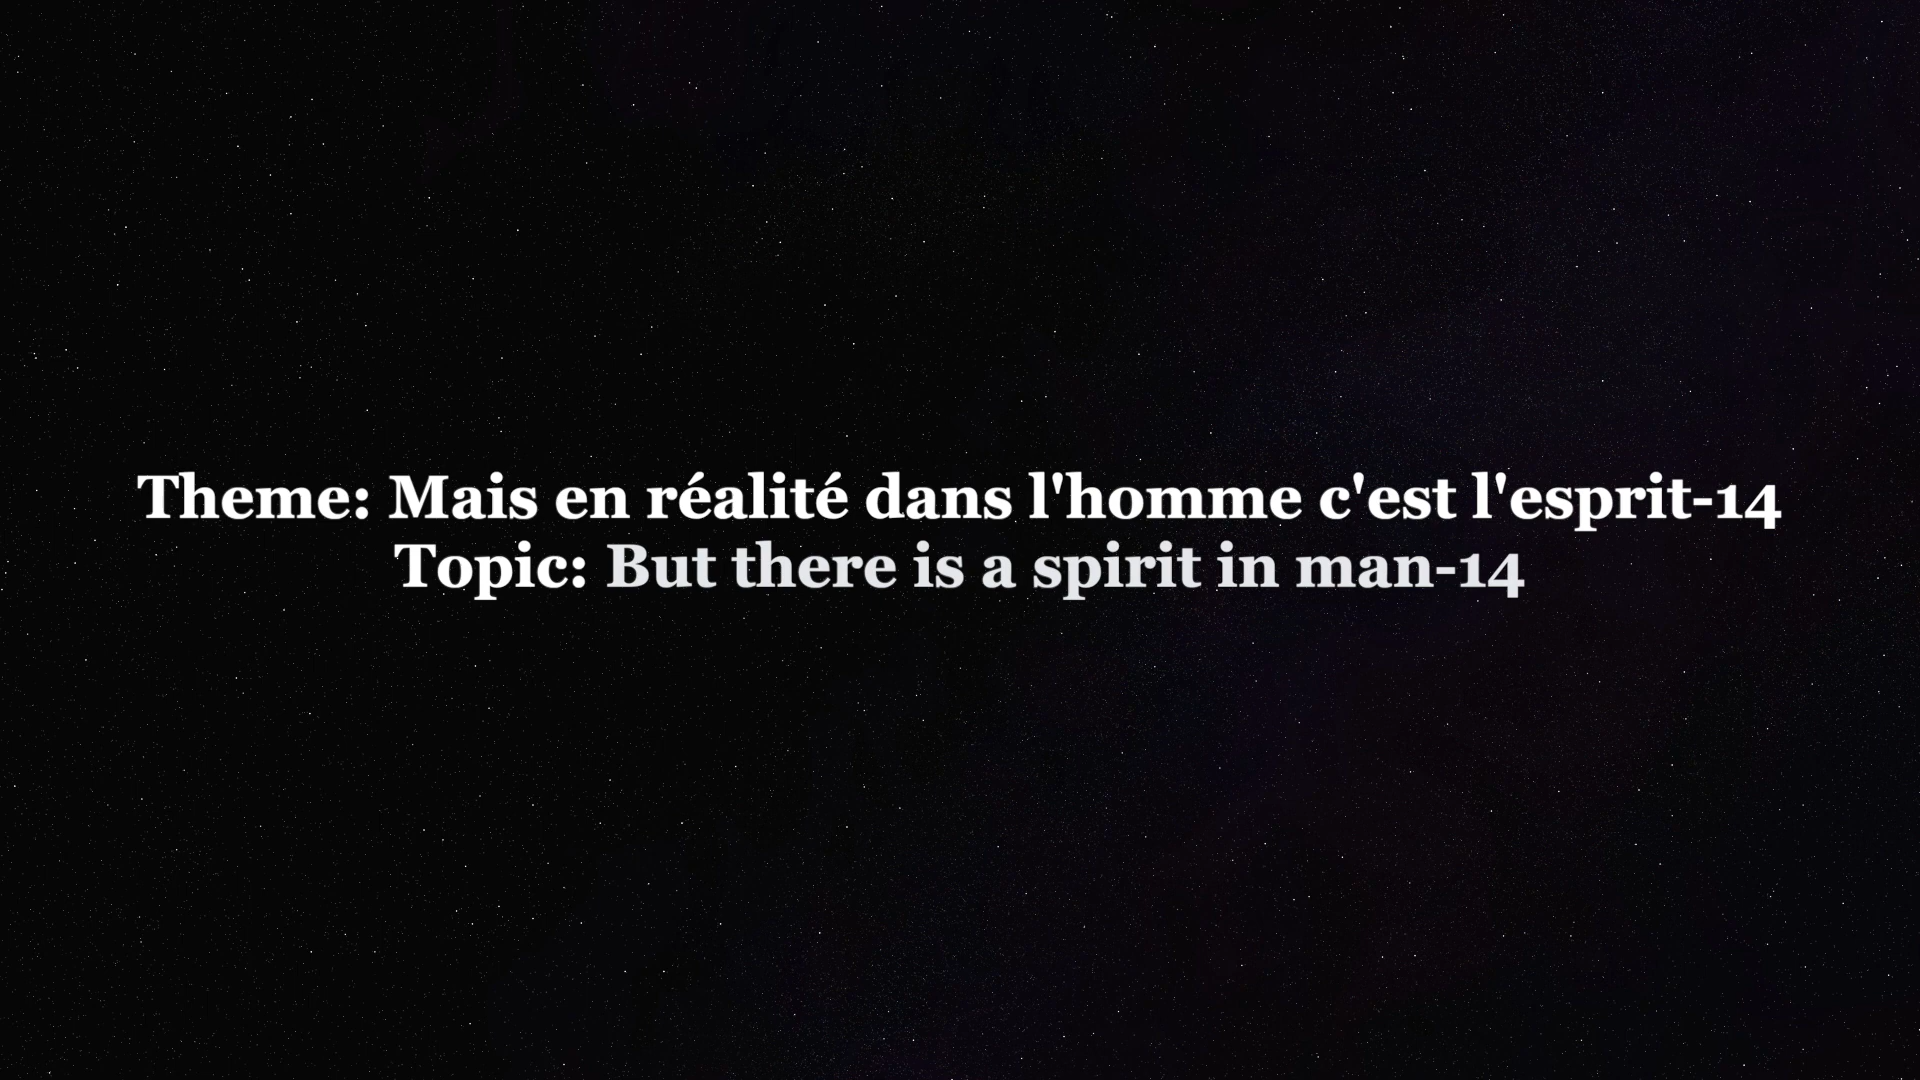 Theme: Mais en réalité dans l'homme c'est l'esprit-14
Topic: But there is a spirit in man-14